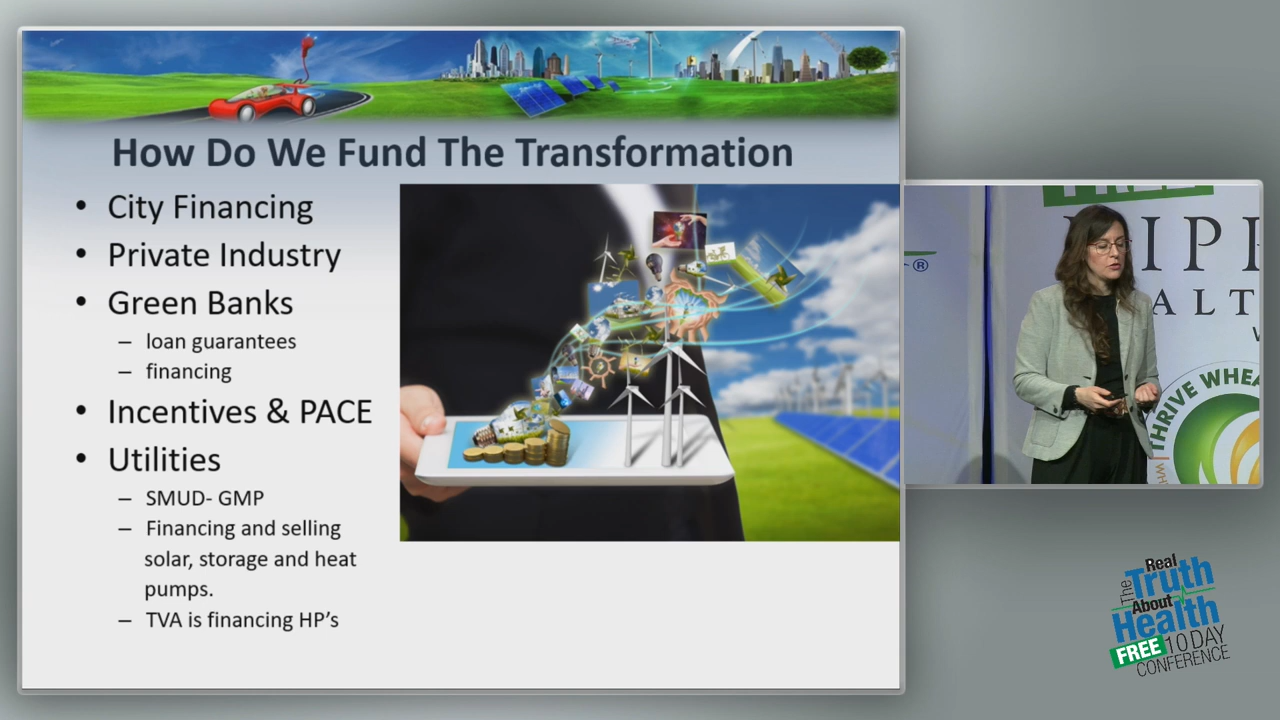 How Do We Fund The Transformation
• City Financing
• Private Industry
• Green Banks
– loan guarantees
– financing
• Incentives & PACE
• Utilities
– SMUD- GMP
– Financing and selling
solar, storage and heat
pumps.
– TVA is financing HP’s
®
THRIVE
The
Real
Truth
About
Health
FREE 10 DAY
CONFERENCE